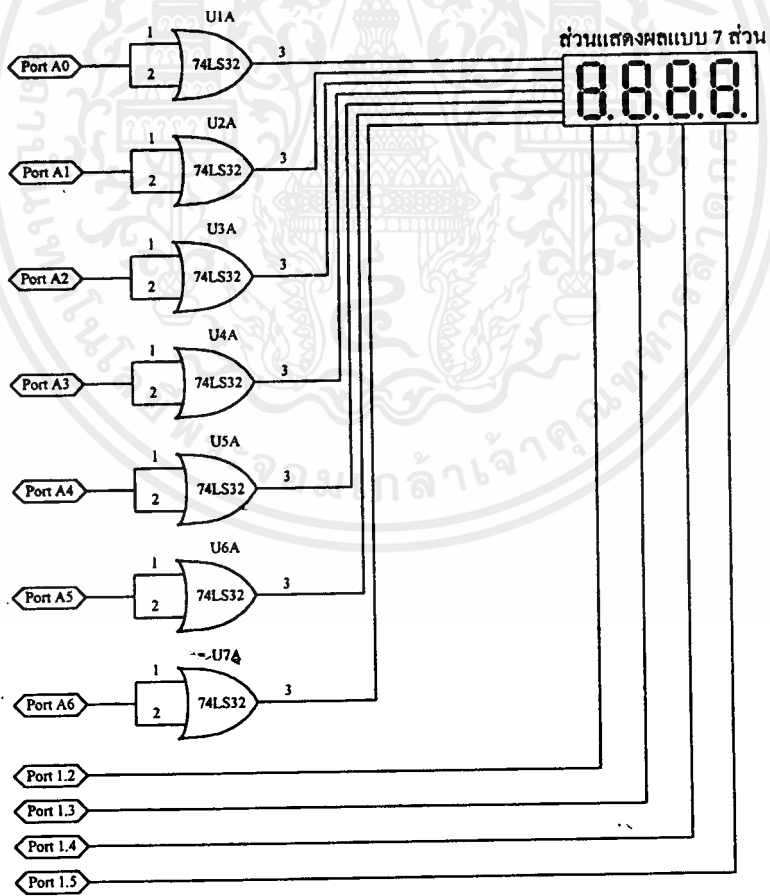 U1A
ส่วนแสดงผลแบบ 7 ส่วน
1
2
3
Port A0
74LS32
U2A
1
2
3
Port A1
74LS32
U3A
1
2
3
Port A2
74LS32
U4A
1
2
3
Port A3
74LS32
U5A
1
2
3
Port A4
74LS32
U6A
1
2
3
Port A5
74LS32
U7A
1
2
3
Port A6
74LS32
Port 1.2
Port 1.3
Port 1.4
Port 1.5
8.8.8.8.